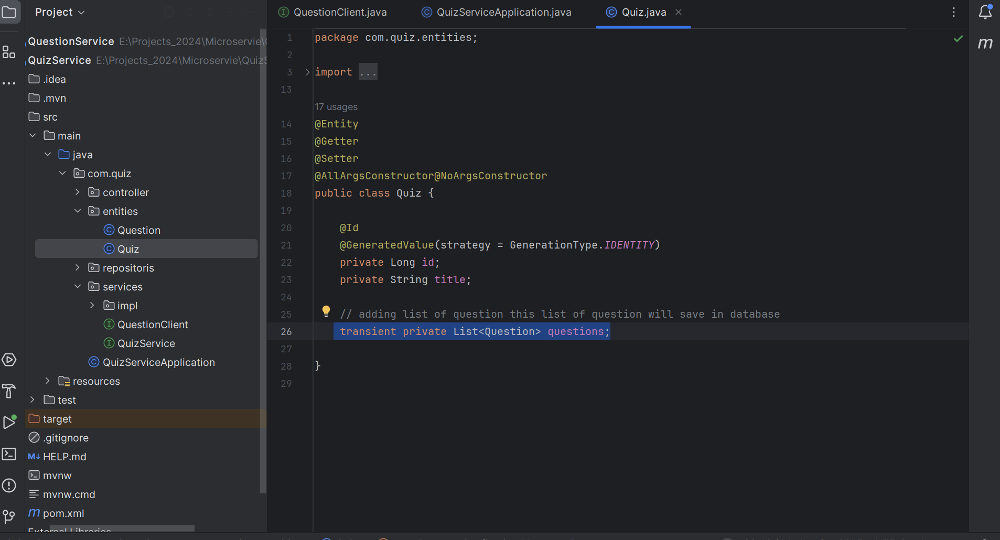 Project
QuestionService E:\Projects_2024\Microservie\
QuizService E:\Projects_2024\Microservie\QuizS
.idea
.mvn
src
main
java
com.quiz
controller
entities
Question
Quiz
repositoris
services
impl
QuestionClient
QuizService
QuizServiceApplication
resources
test
target
.gitignore
HELP.md
mvnw
mvnw.cmd
pom.xml
External Libraries
QuestionClient.java QuizServiceApplication.java Quiz.java
1 package com.quiz.entities;
2
3 import ...
13
17 usages
14 @Entity
15 @Getter
16 @Setter
17 @AllArgsConstructor@NoArgsConstructor
18 public class Quiz {
19
20 @Id
21 @GeneratedValue(strategy = GenerationType.IDENTITY)
22 private Long id;
23 private String title;
24
25 // adding list of question this list of question will save in database
26 transient private List<Question> questions;
27
28 }
29